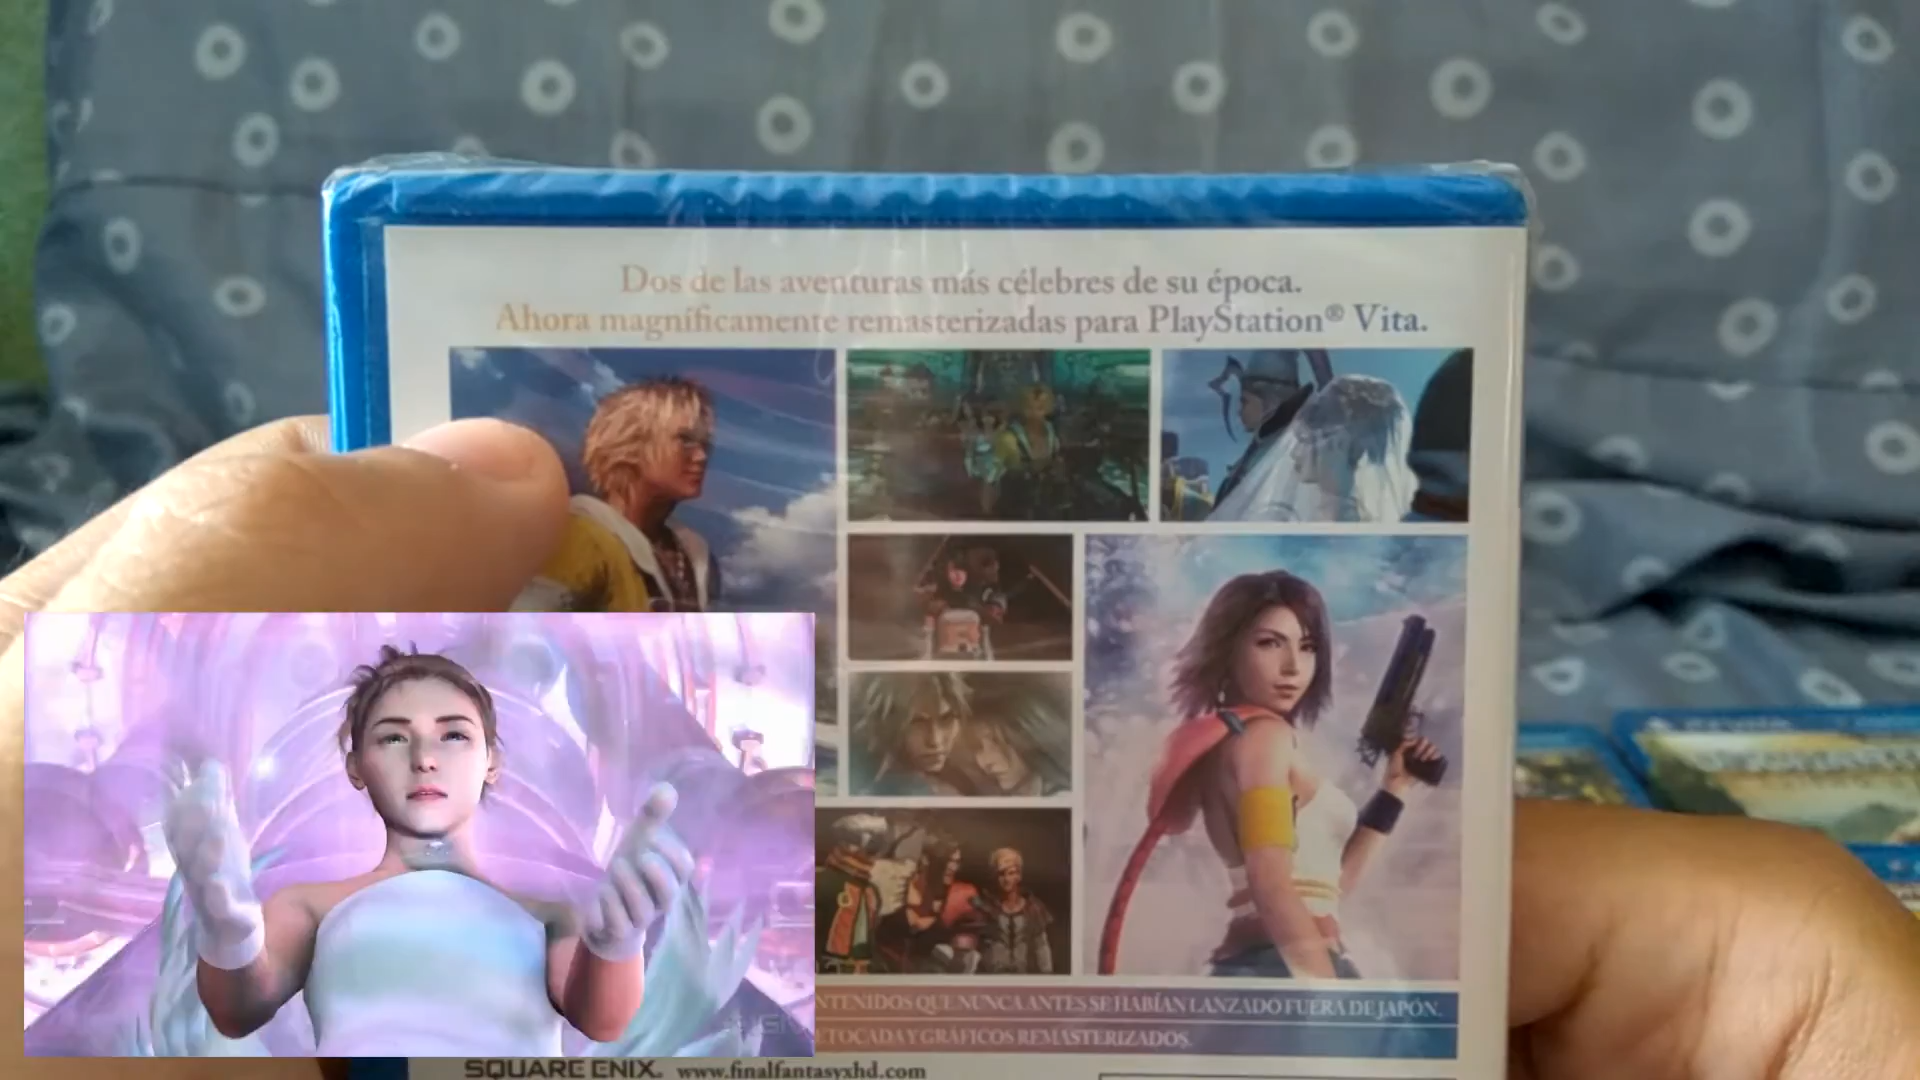 Dos de las aventuras más célebres de su época.
Ahora magníficamente remasterizadas para PlayStation® Vita.
NTENIDOS QUE NUNCA ANTES SE HABÍAN LANZADO FUERA DE JAPÓN.
ETOCADA Y GRÁFICOS REMASTERIZADOS.
SQUARE ENIX. www.finalfantasyxhd.com